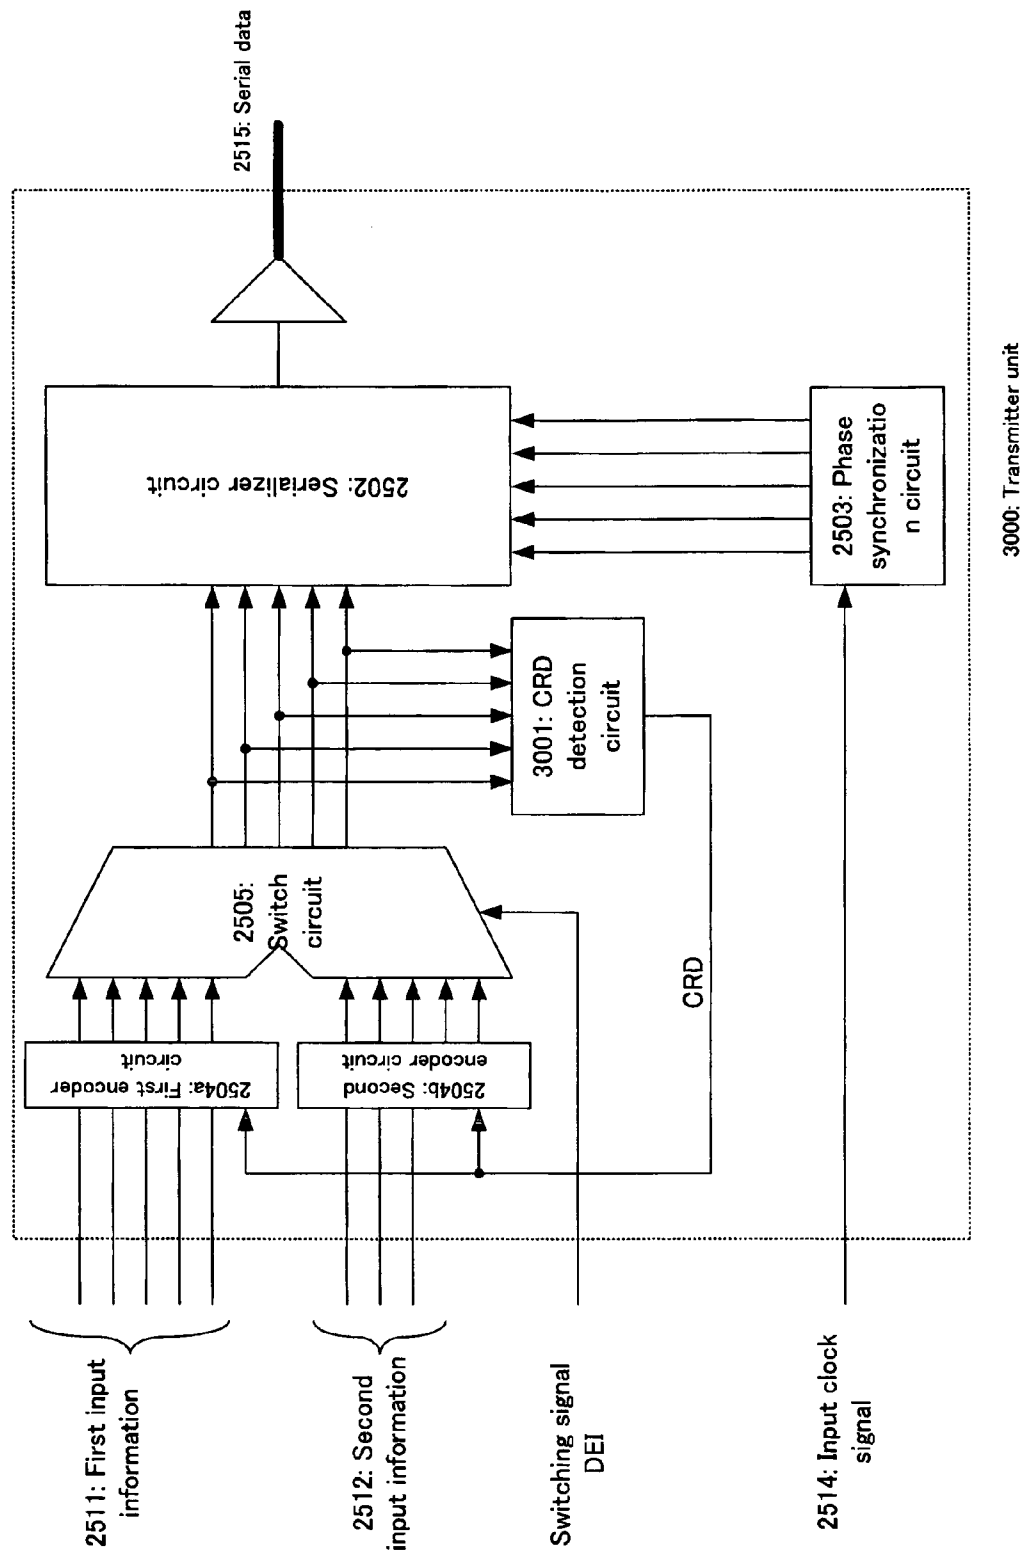 2511: First input
information
2512: Second
input information
Switching signal
DEI
2514: Input clock
signal
2504a: First encoder
circuit
2504b: Second
encoder circuit
2505:
Switch
circuit
3001: CRD
detection
circuit
CRD
2502: Serializer
circuit
2503: Phase
synchronizatio
n circuit
2515: Serial data
3000: Transmitter unit